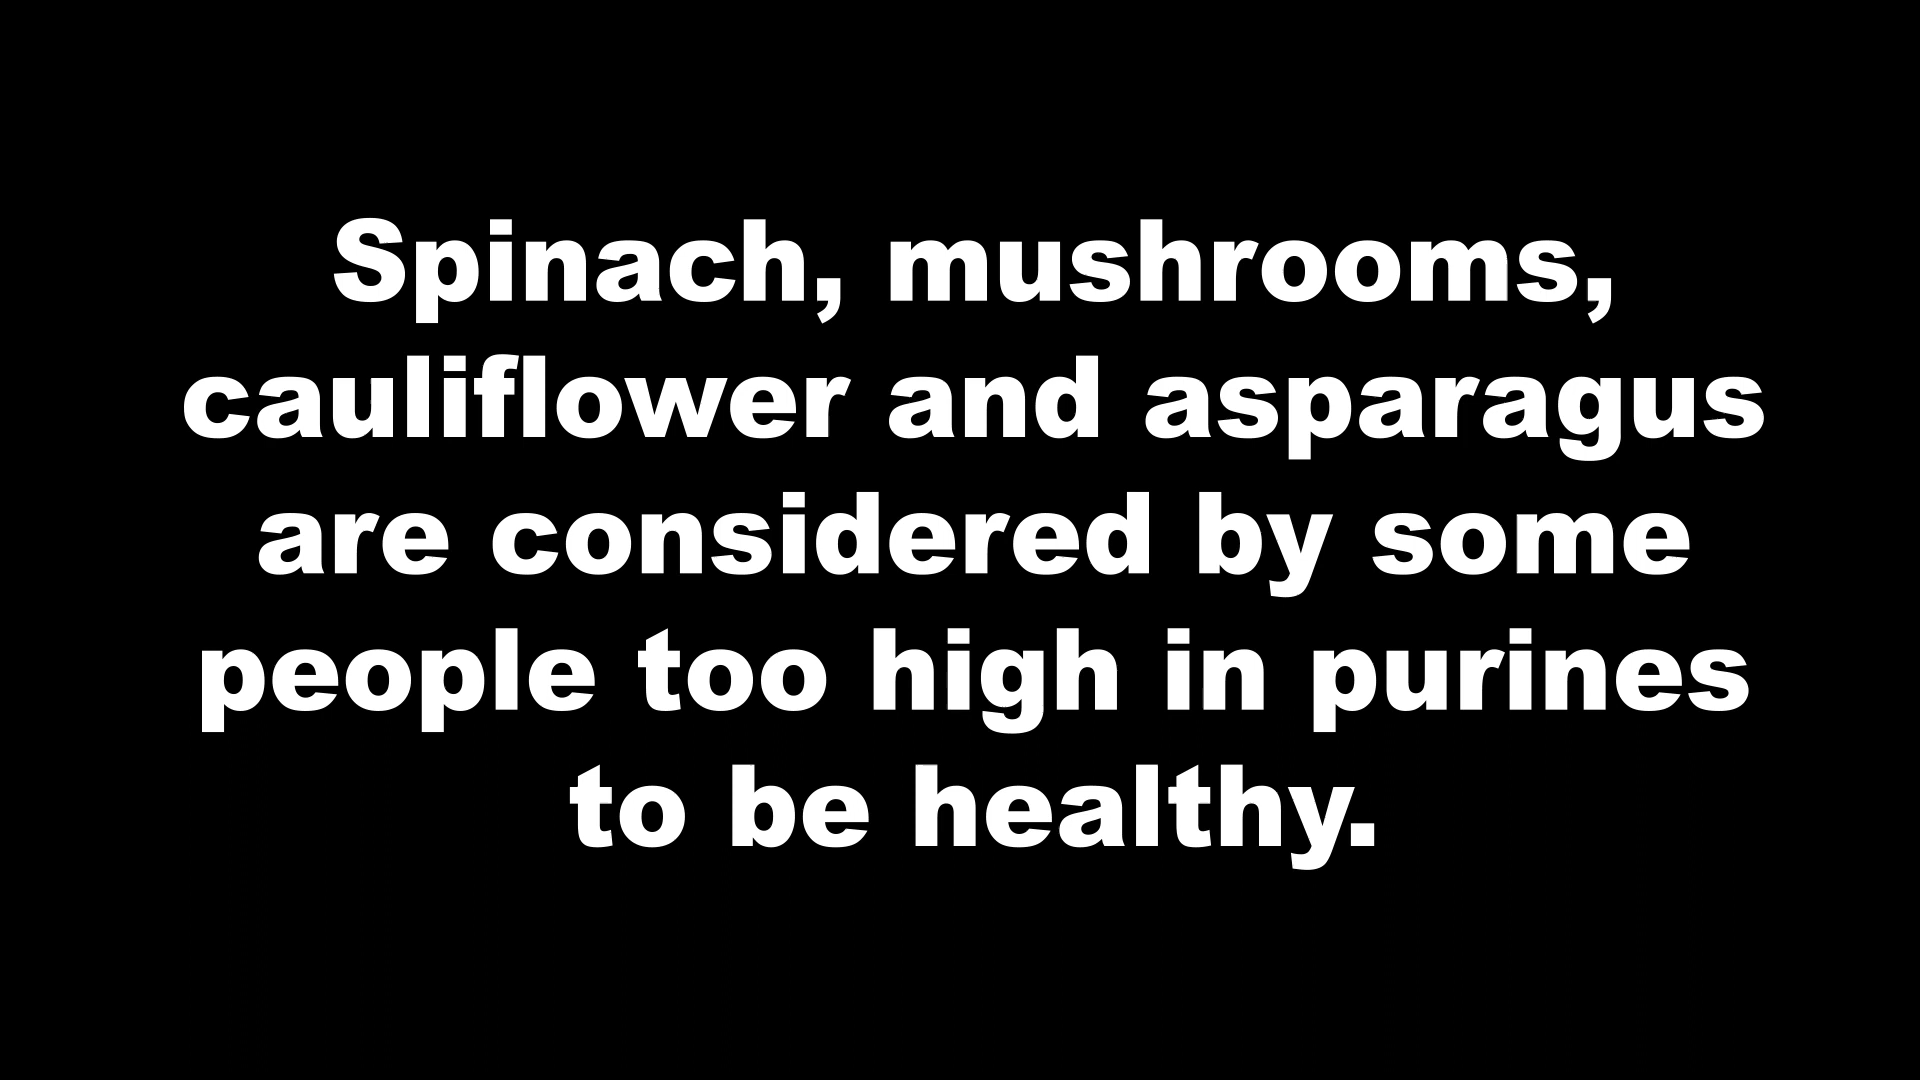 Spinach, mushrooms,
cauliflower and asparagus
are considered by some
people too high in purines
to be healthy.